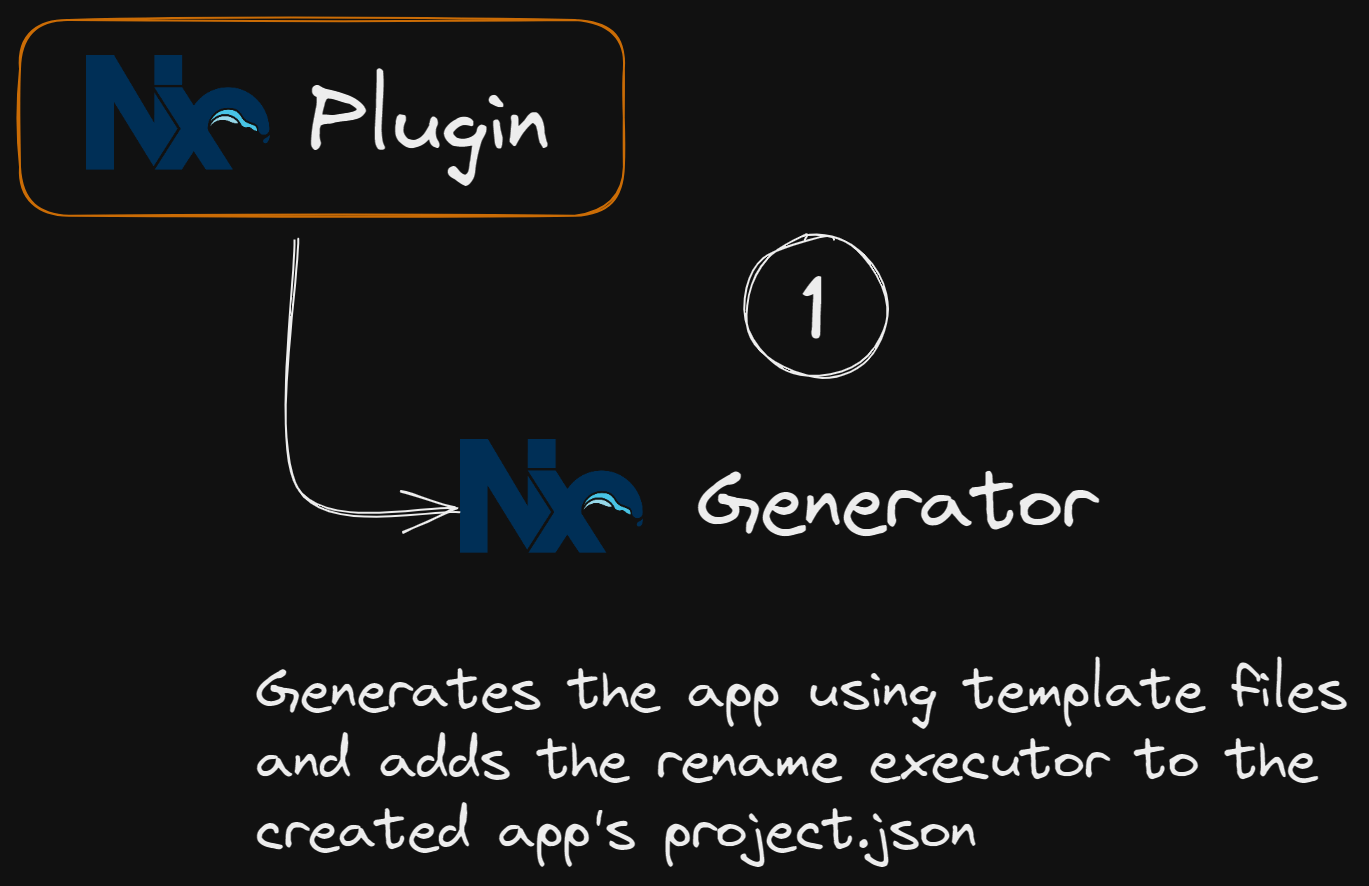 Nx Plugin
1
Nx Generator
Generates the app using template files
and adds the rename executor to the
created app's project.json